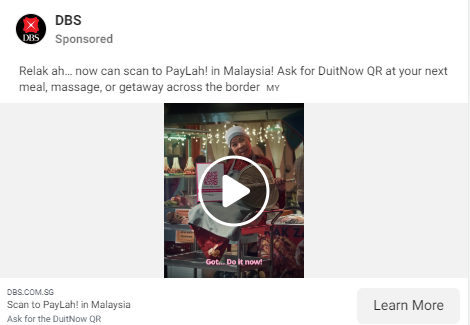 DBS
DBS
Sponsored
Relak ah... now can scan to PayLah! in Malaysia! Ask for DuitNow QR at your next
meal, massage, or getaway across the border MY
Got... Do it now!
DBS.COM.SG
Scan to PayLah! in Malaysia
Ask for the DuitNow QR
Learn More